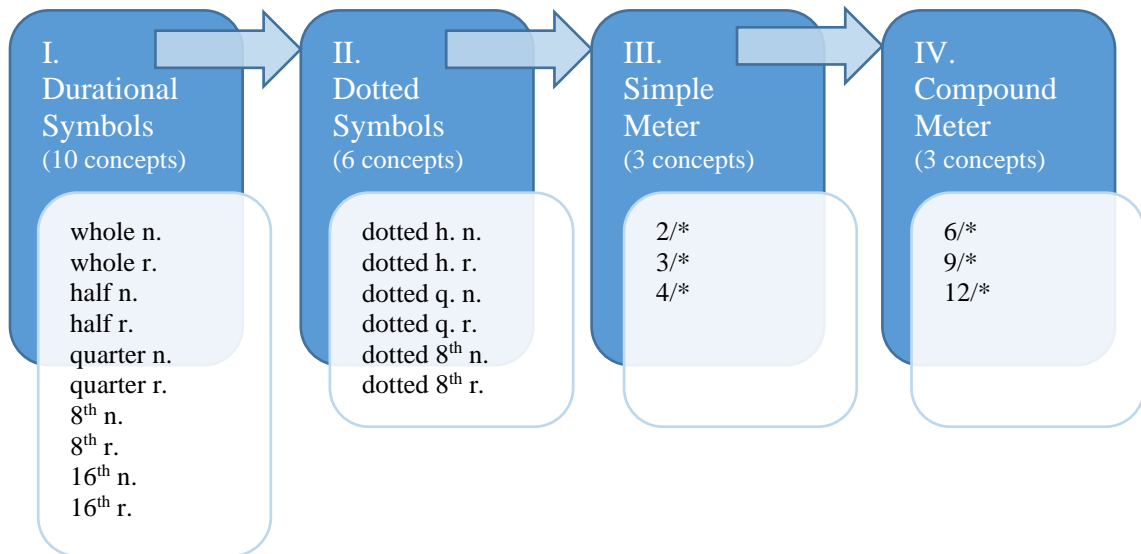 I.
Durational
Symbols
(10 concepts)
whole n.
whole r.
half n.
half r.
quarter n.
quarter r.
8th n.
8th r.
16th n.
16th r.
II.
Dotted
Symbols
(6 concepts)
dotted h. n.
dotted h. r.
dotted q. n.
dotted q. r.
dotted 8th n.
dotted 8th r.
III.
Simple
Meter
(3 concepts)
2/*
3/*
4/*
IV.
Compound
Meter
(3 concepts)
6/*
9/*
12/*